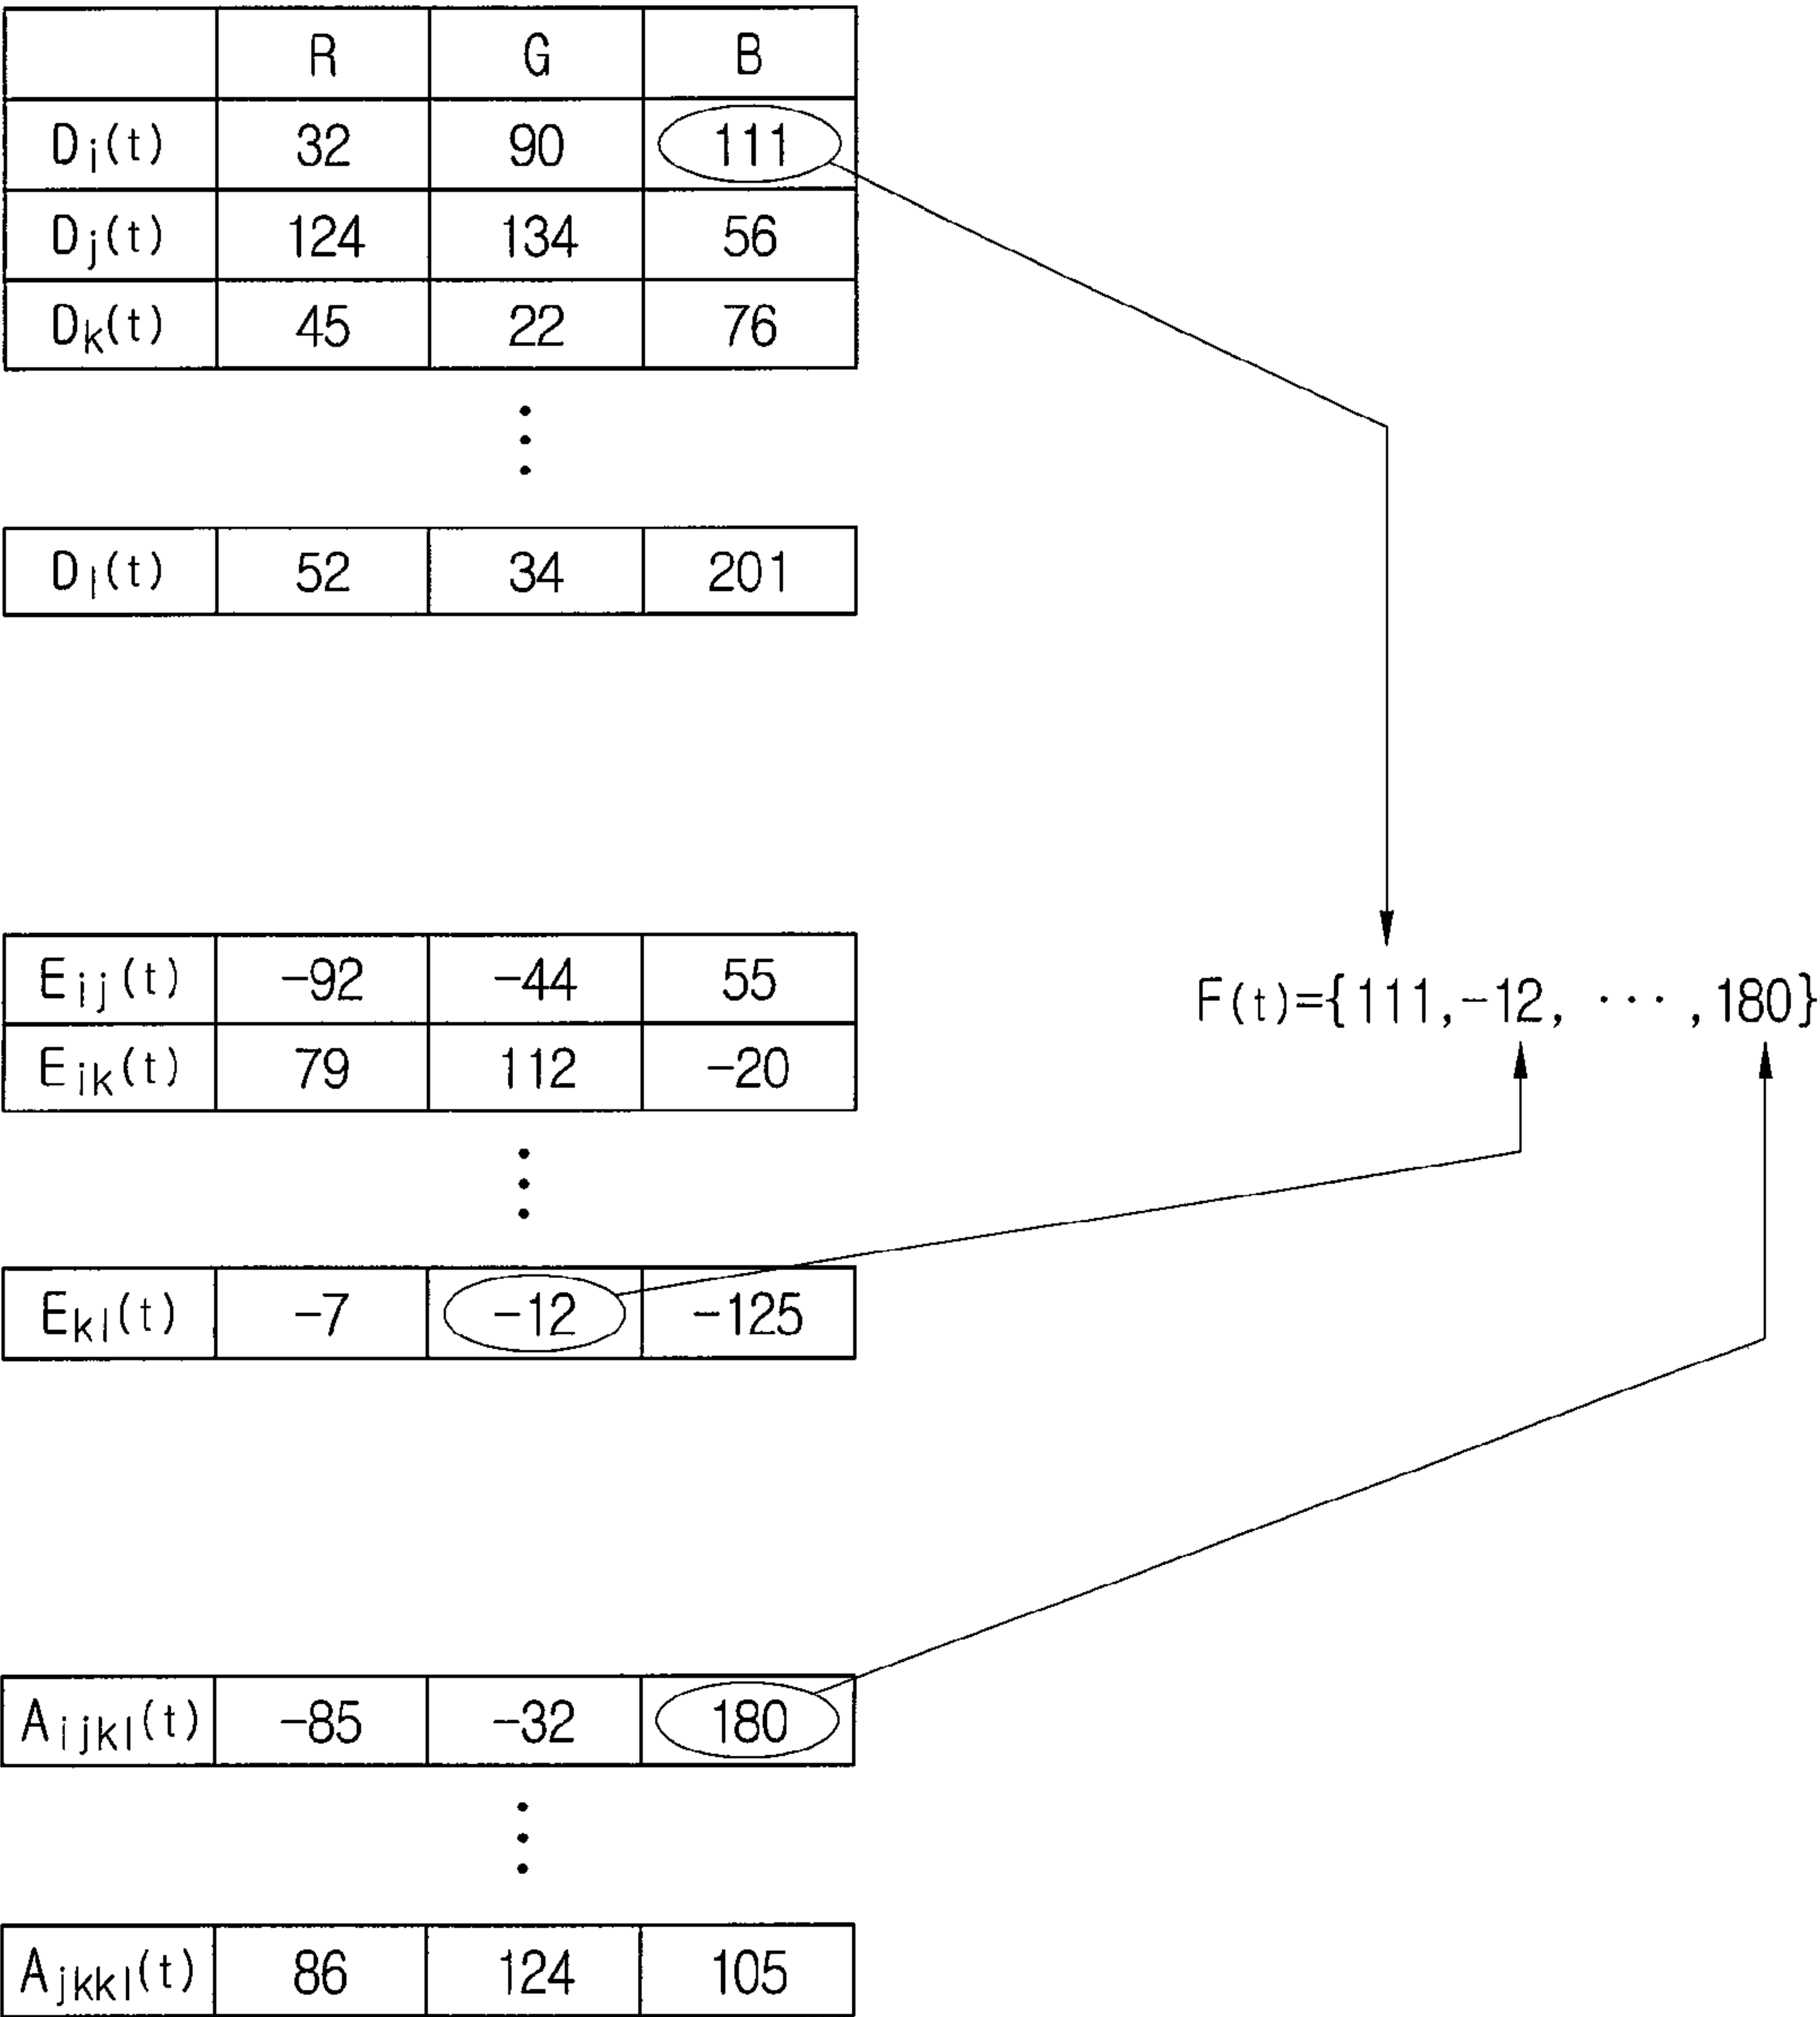 R G B
Di(t) 32 90 111
Dj(t) 124 134 56
Dk(t) 45 22 76
Dl(t) 52 34 201
Eij(t) -92 -44 55
F(t)={111,-12, ··· ,180}
Eik(t) 79 112 -20
Ekl(t) -7 -12 -125
Aijkl(t) -85 -32 180
Ajkkl(t) 86 124 105